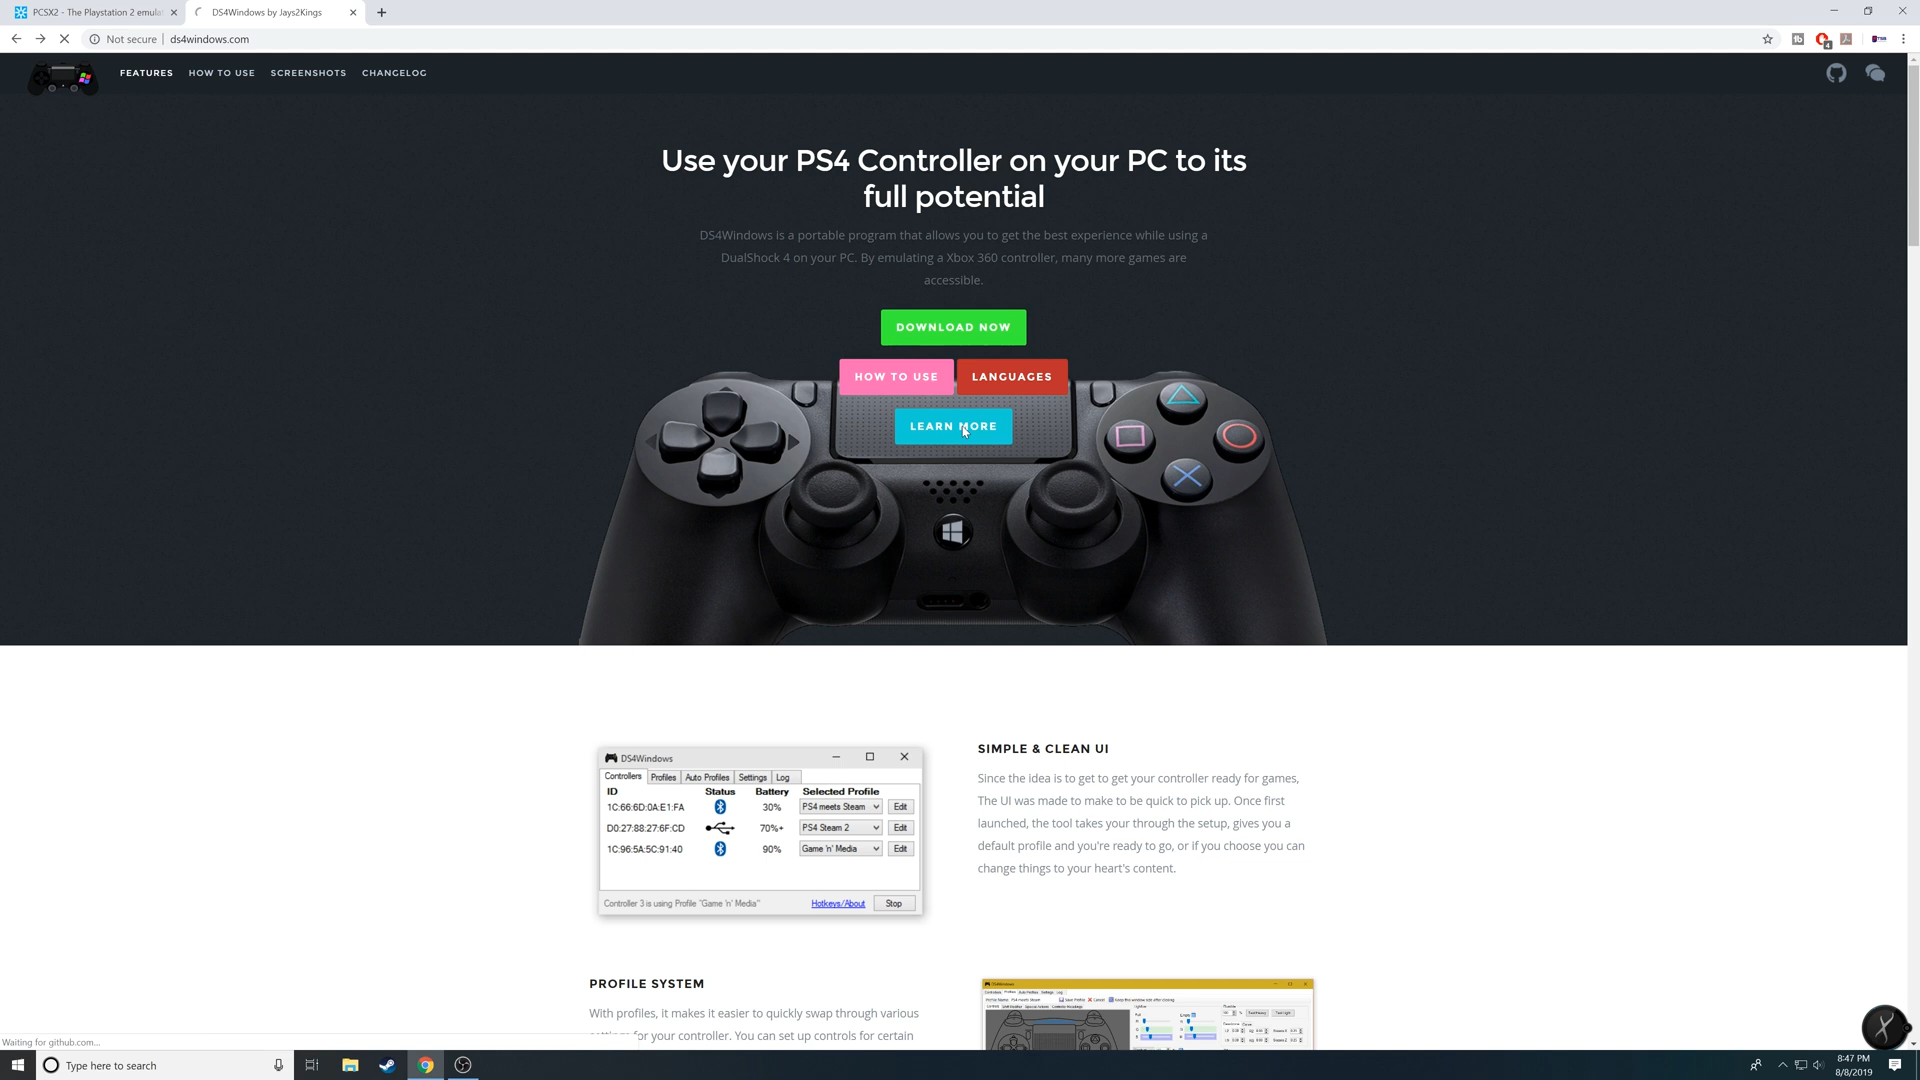 PCSX2 - The Playstation 2 emula
DS4Windows by Jays2Kings
Not secure
ds4windows.com
FEATURES
HOW TO USE
SCREENSHOTS
CHANGELOG
Use your PS4 Controller on your PC to its
full potential
DS4Windows is a portable program that allows you to get the best experience while using a
DualShock 4 on your PC. By emulating a Xbox 360 controller, many more games are
accessible.
DOWNLOAD NOW
HOW TO USE
LANGUAGES
LEARN MORE
DS4Windows
Controllers Profiles Auto Profiles Settings Log
ID Status Battery Selected Profile
1C:66:6D:0A:E1:FA 30% PS4 meets Steam Edit
D0:27:88:27:6F:CD 70%+ PS4 Steam 2 Edit
1C:96:5A:5C:91:40 90% Game 'n' Media Edit
Controller 3 is using Profile "Game 'n' Media" Hotkeys/About Stop
SIMPLE & CLEAN UI
Since the idea is to get to get your controller ready for games,
The UI was made to make to be quick to pick up. Once first
launched, the tool takes your through the setup, gives you a
default profile and you're ready to go, or if you choose you can
change things to your heart's content.
PROFILE SYSTEM
With profiles, it makes it easier to quickly swap through various
for your controller. You can set up controls for certain
DS4Windows
Waiting for github.com...
Type here to search
8:47 PM
8/8/2019